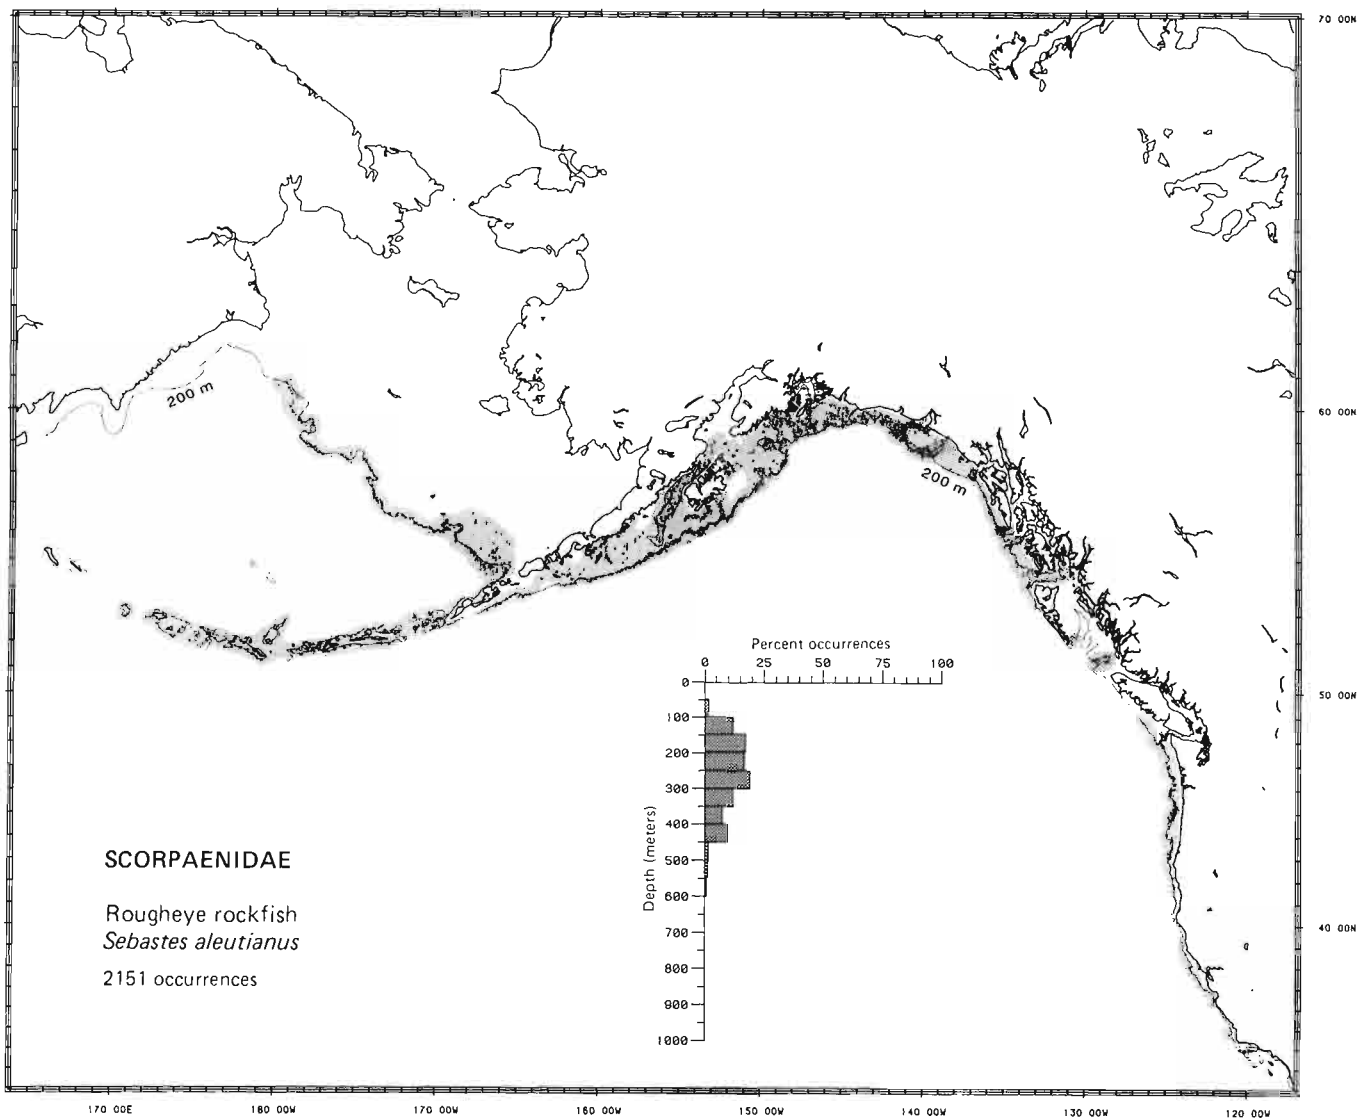 70 00N
200 m
60 00N
200 m
Percent occurrences
0 25 50 75 100
50 00N
0
100
200
300
400
500
600
700
800
900
1000
Depth (meters)
SCORPAENIDAE
Rougheye rockfish
Sebastes aleutianus
2151 occurrences
40 00N
170 00E 180 00W 170 00W 160 00W 150 00W 140 00W 130 00W 120 00W